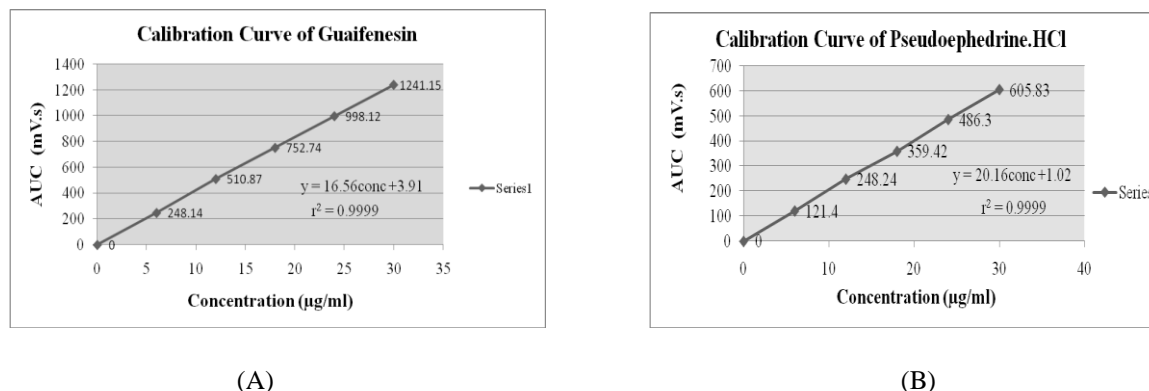 Calibration Curve of Guaifenesin
AUC (mV.s)
1400
1200
1000
800
600
400
200
0
0
248.14
510.87
752.74
998.12
1241.15
y = 16.56conc +3.91
r² = 0.9999
Series1
0 5 10 15 20 25 30 35
Concentration (µg/ml)
(A)
Calibration Curve of Pseudoephedrine.HCl
AUC (mV.s)
700
600
500
400
300
200
100
0
0
121.4
248.24
359.42
486.3
605.83
y = 20.16conc+1.02
r² = 0.9999
Series
0 10 20 30 40
Concentration (µg/ml)
(B)